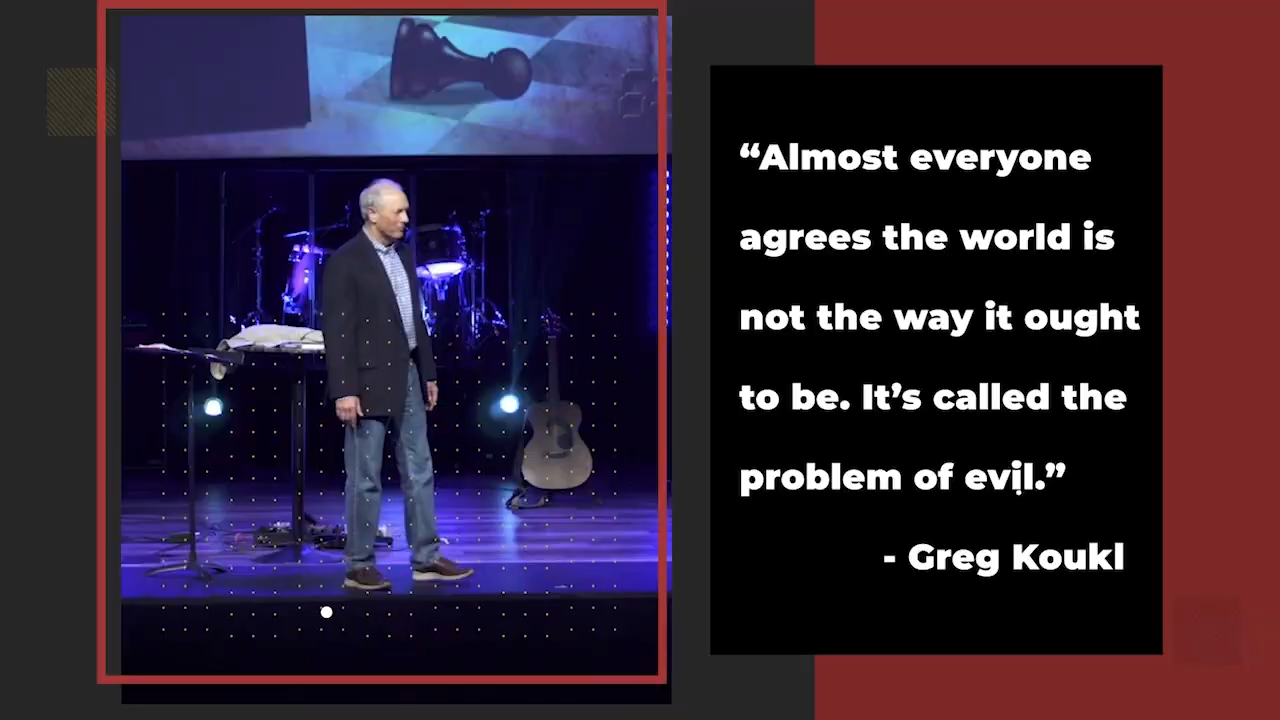 “Almost everyone
agrees the world is
not the way it ought
to be. It’s called the
problem of evil.”
- Greg Koukl